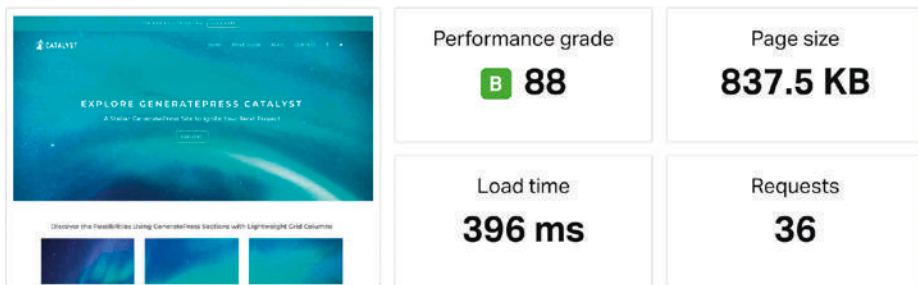 CATALYST
EXPLORE GENERATEPRESS CATALYST
A Stellar GeneratePress Site to Ignite Your Next Project
Discover the Possibilities Using GeneratePress Sections with Lightweight Grid Columns
Performance grade
B 88
Page size
837.5 KB
Load time
396 ms
Requests
36